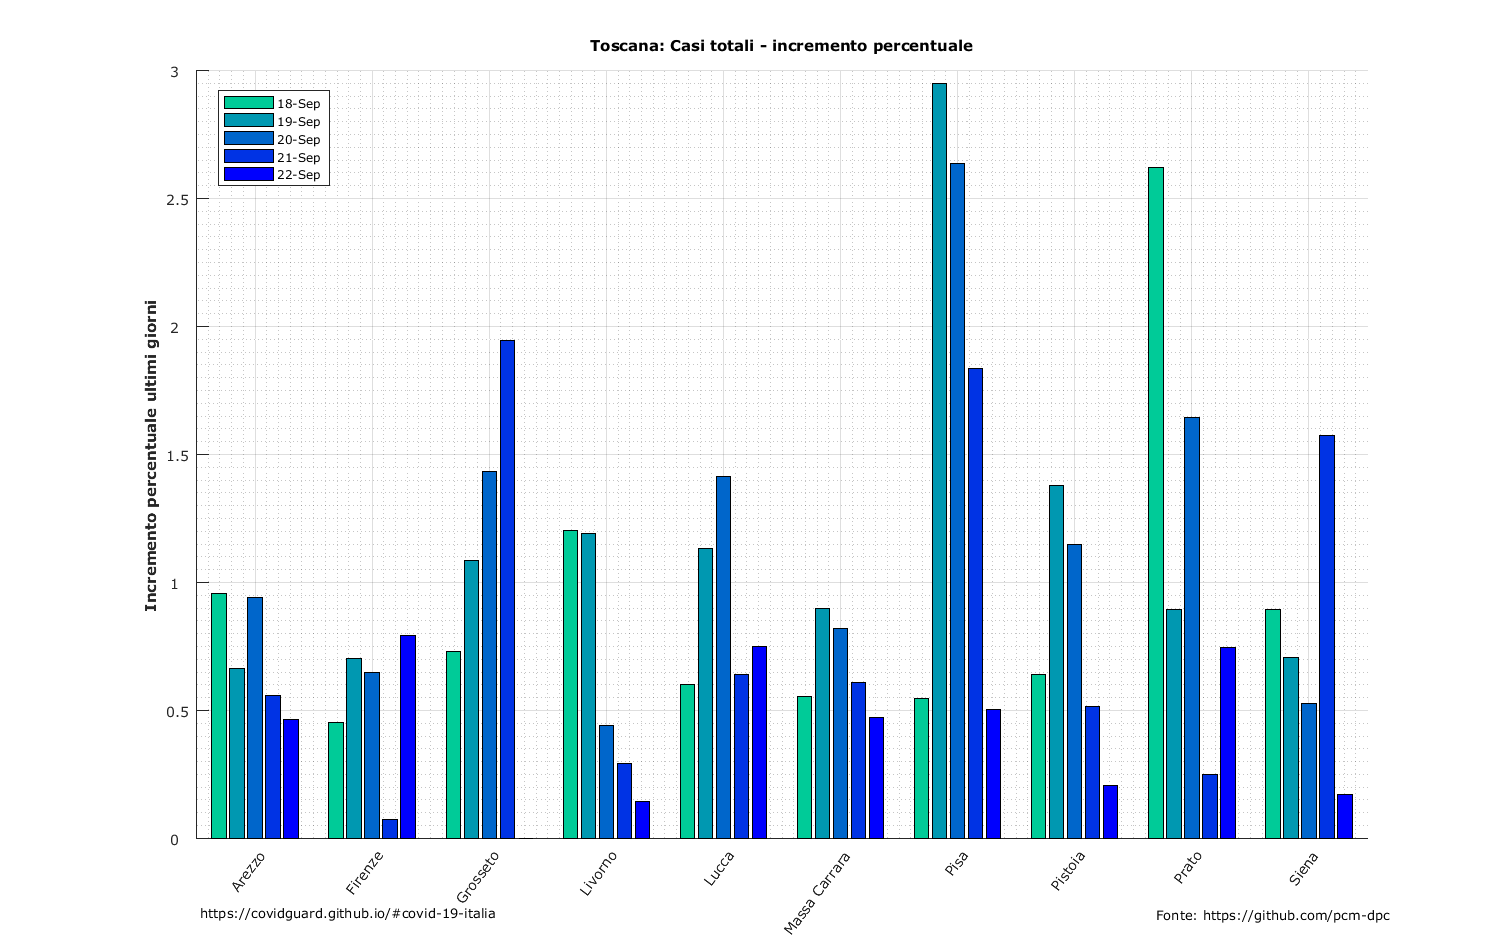 Toscana: Casi totali - incremento percentuale
3
2.5
2
1.5
1
0.5
0
Incremento percentuale ultimi giorni
18-Sep
19-Sep
20-Sep
21-Sep
22-Sep
Arezzo
Firenze
Grosseto
Livorno
Lucca
Massa Carrara
Pisa
Pistoia
Prato
Siena
https://covidguard.github.io/#covid-19-italia
Fonte: https://github.com/pcm-dpc